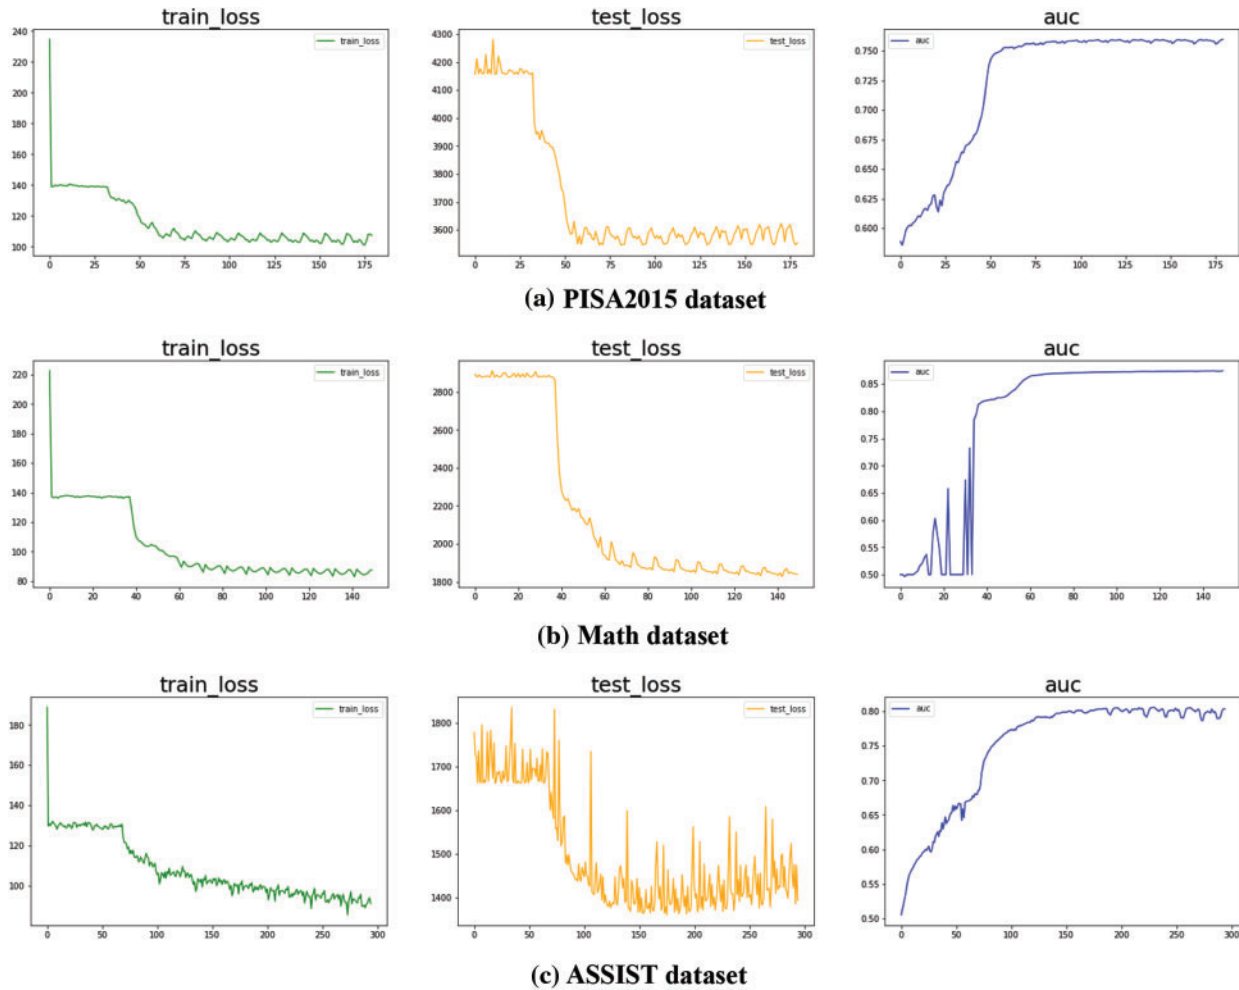 train_loss test_loss auc
240
220
200
180
160
140
120
100
train_loss
0 25 50 75 100 125 150 175
4300
4200
4100
4000
3900
3800
3700
3600
test_loss
0 25 50 75 100 125 150 175
0.750
0.725
0.700
0.675
0.650
0.625
0.600
auc
0 25 50 75 100 125 150 175
(a) PISA2015 dataset
train_loss test_loss auc
220
200
180
160
140
120
100
80
train_loss
0 20 40 60 80 100 120 140
2800
2600
2400
2200
2000
1800
test_loss
0 20 40 60 80 100 120 140
0.85
0.80
0.75
0.70
0.65
0.60
0.55
0.50
auc
0 20 40 60 80 100 120 140
(b) Math dataset
train_loss test_loss auc
180
160
140
120
100
train_loss
0 50 100 150 200 250 300
1800
1700
1600
1500
1400
test_loss
0 50 100 150 200 250 300
0.80
0.75
0.70
0.65
0.60
0.55
0.50
auc
0 50 100 150 200 250 300
(c) ASSIST dataset